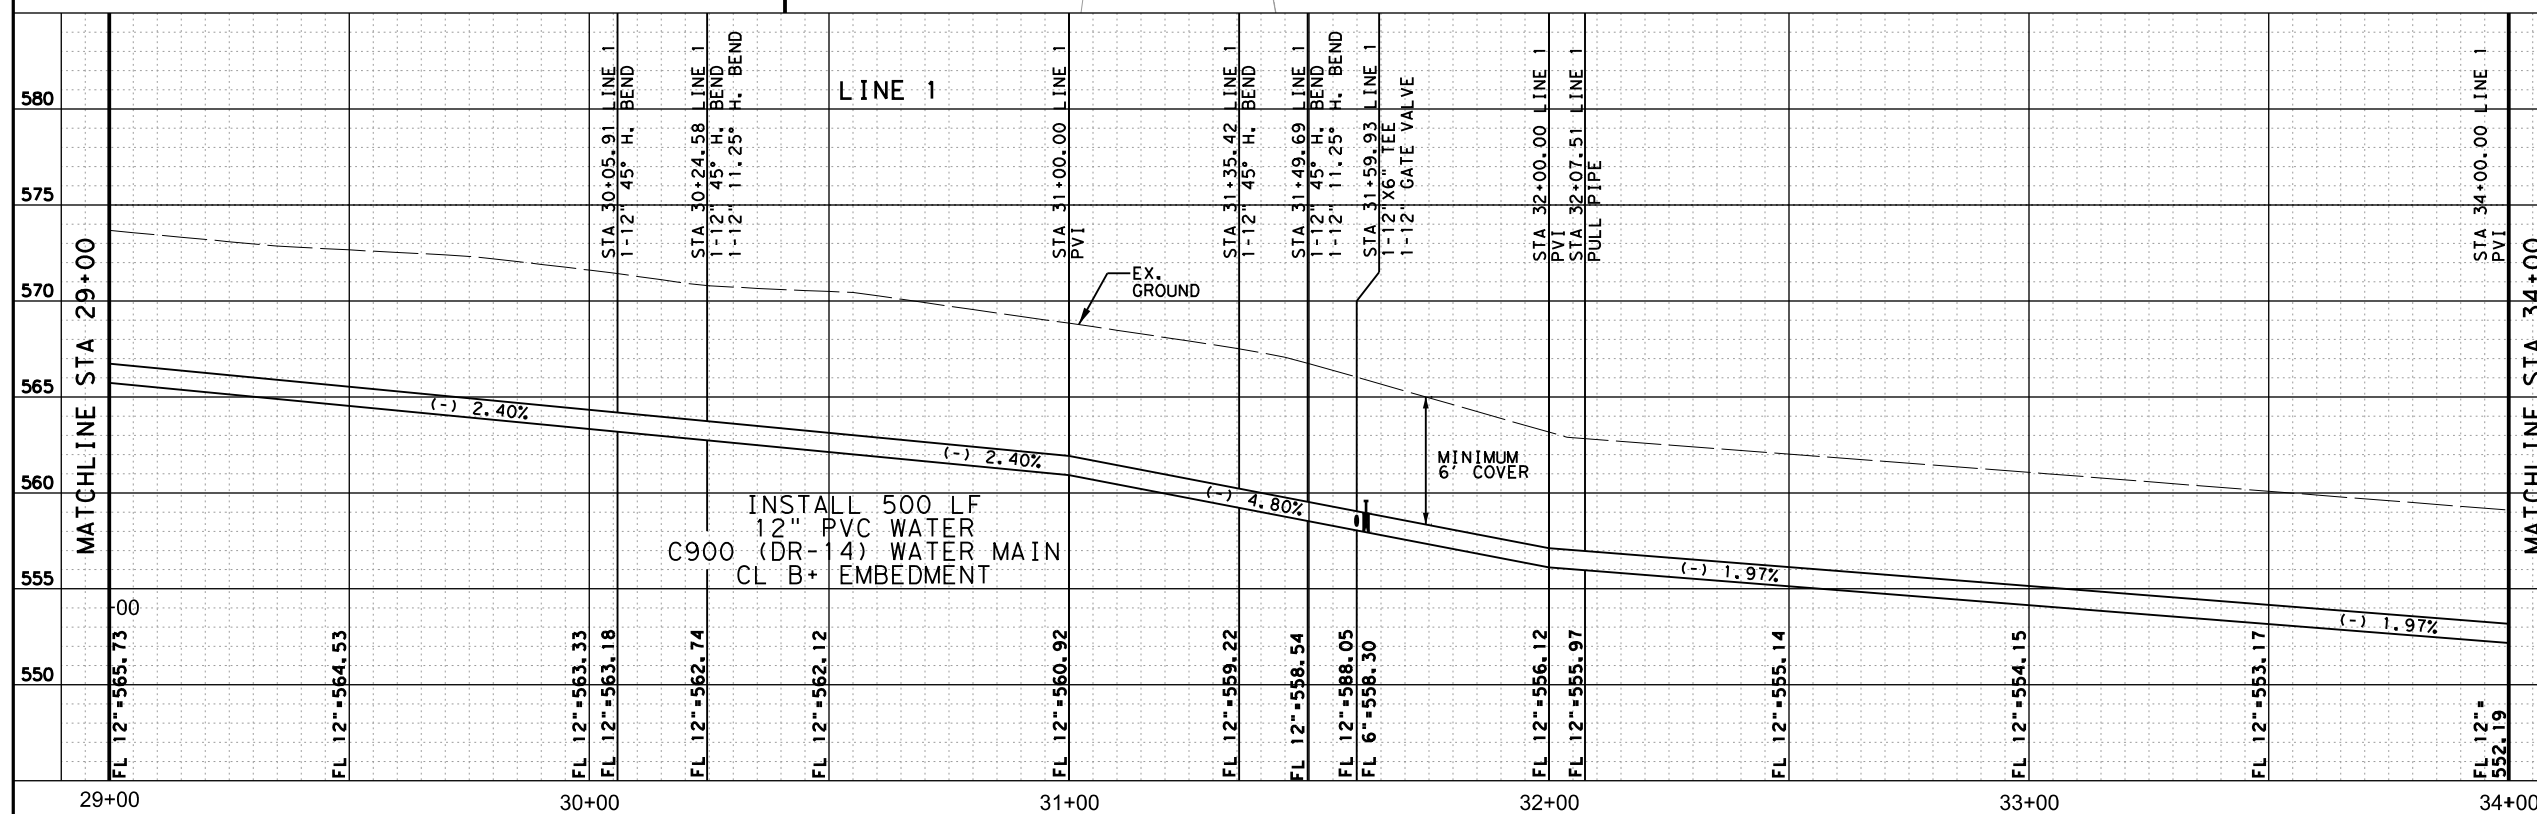 LINE 1
580
575
570
565
560
555
550
MATCHLINE STA 29+00
STA 30+05.91 LINE 1
1-12" 45° H. BEND
STA 30+24.58 LINE 1
1-12" 45° H. BEND
1-12" 11.25° H. BEND
STA 31+00.00 LINE 1
PVI
STA 31+35.42 LINE 1
1-12" 45° H. BEND
STA 31+49.69 LINE 1
1-12" 45° H. BEND
1-12" 11.25° H. BEND
STA 31+59.93 LINE 1
1-12"X6" TEE
1-12" GATE VALVE
STA 32+00.00 LINE 1
PVI
STA 32+07.51 LINE 1
PULL PIPE
STA 34+00.00 LINE 1
PVI
MATCHLINE STA 34+00
EX.
GROUND
(-) 2.40%
(-) 2.40%
(-) 4.80%
MINIMUM
6' COVER
(-) 1.97%
(-) 1.97%
INSTALL 500 LF
12" PVC WATER
C900 (DR-14) WATER MAIN
CL B+ EMBEDMENT
-00
FL 12"=565.73
FL 12"=564.53
FL 12"=563.33
FL 12"=563.18
FL 12"=562.74
FL 12"=562.12
FL 12"=560.92
FL 12"=559.22
FL 12"=558.54
FL 12"=588.05
FL 6"=558.30
FL 12"=556.12
FL 12"=555.97
FL 12"=555.14
FL 12"=554.15
FL 12"=553.17
FL 12"=
552.19
29+00
30+00
31+00
32+00
33+00
34+00